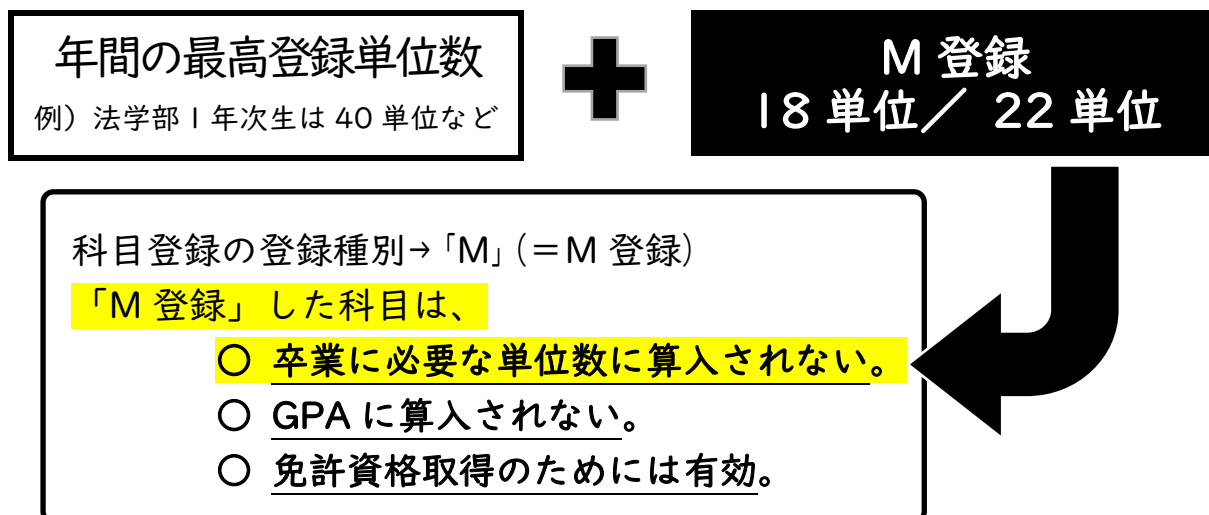 年間の最高登録単位数
例）法学部１年次生は 40 単位など
M 登録
18 単位／ 22 単位
科目登録の登録種別→「M」（＝M 登録）
「M 登録」した科目は、
○ 卒業に必要な単位数に算入されない。
○ GPA に算入されない。
○ 免許資格取得のためには有効。